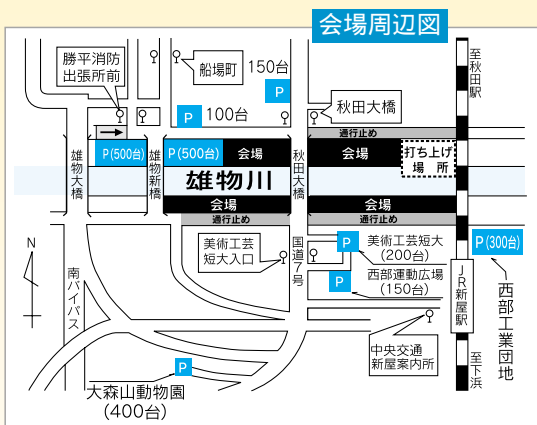 会場周辺図
勝平消防
出張所前
船場町
150台
P
P
100台
秋田大橋
至秋田駅
通行止め
P(500台)
P(500台)
会場
会場
打ち上げ
場所
雄物大橋
雄物新橋
秋田大橋
雄物川
会場
会場
通行止め
通行止め
美術工芸
短大入口
国道7号
P
美術工芸短大
(200台)
P
西部運動広場
(150台)
P(300台)
西部工業団地
JR新屋駅
N
南バイパス
中央交通
新屋案内所
至下浜
P
大森山動物園
(400台)